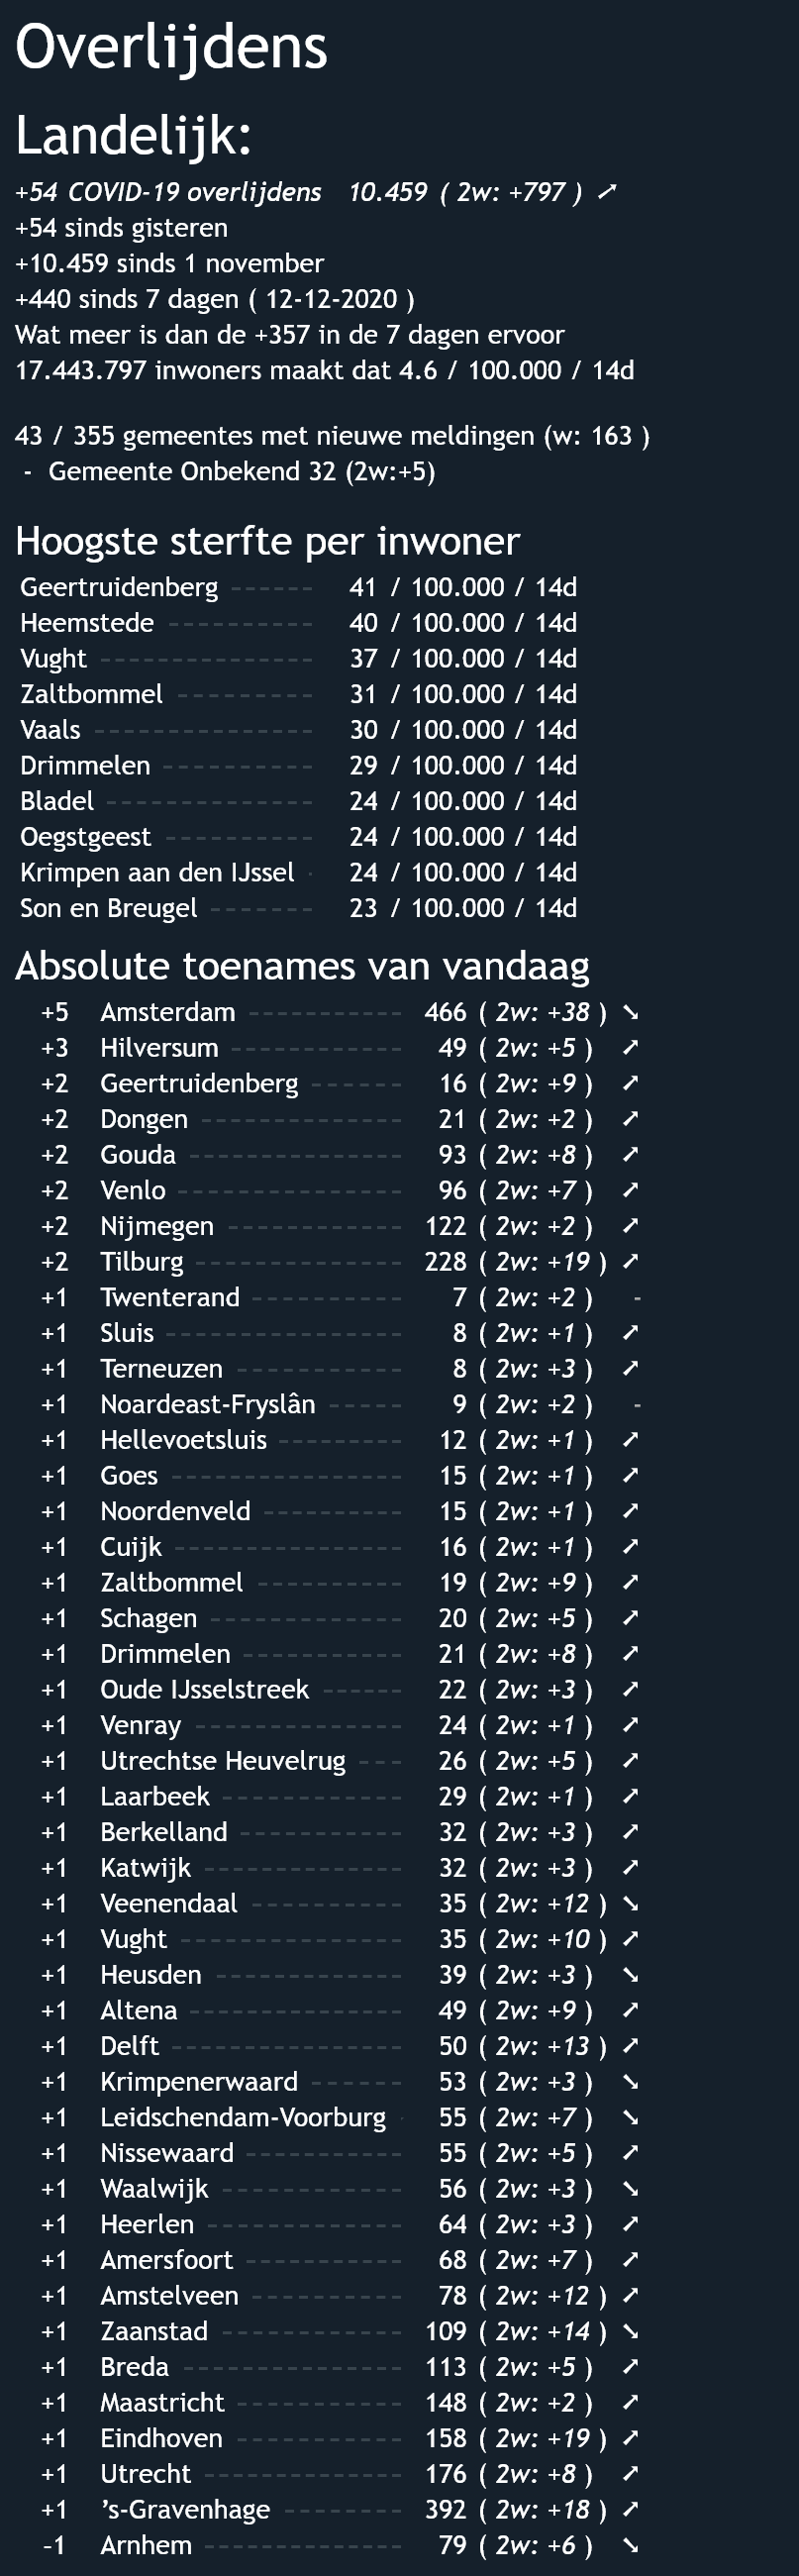 Overlijdens
Landelijk:
+54 COVID-19 overlijdens 10.459 ( 2w: +797 ) ➚
+54 sinds gisteren
+10.459 sinds 1 november
+440 sinds 7 dagen ( 12-12-2020 )
Wat meer is dan de +357 in de 7 dagen ervoor
17.443.797 inwoners maakt dat 4.6 / 100.000 / 14d
43 / 355 gemeentes met nieuwe meldingen (w: 163 )
- Gemeente Onbekend 32 (2w:+5)
Hoogste sterfte per inwoner
Geertruidenberg ------ 41 / 100.000 / 14d
Heemstede ---------- 40 / 100.000 / 14d
Vught --------------- 37 / 100.000 / 14d
Zaltbommel --------- 31 / 100.000 / 14d
Vaals --------------- 30 / 100.000 / 14d
Drimmelen ---------- 29 / 100.000 / 14d
Bladel -------------- 24 / 100.000 / 14d
Oegstgeest ---------- 24 / 100.000 / 14d
Krimpen aan den IJssel - 24 / 100.000 / 14d
Son en Breugel ------- 23 / 100.000 / 14d
Absolute toenames van vandaag
+5 Amsterdam ----------- 466 ( 2w: +38 ) ➘
+3 Hilversum ------------ 49 ( 2w: +5 ) ➚
+2 Geertruidenberg ------ 16 ( 2w: +9 ) ➚
+2 Dongen -------------- 21 ( 2w: +2 ) ➚
+2 Gouda --------------- 93 ( 2w: +8 ) ➚
+2 Venlo ---------------- 96 ( 2w: +7 ) ➚
+2 Nijmegen ------------ 122 ( 2w: +2 ) ➚
+2 Tilburg -------------- 228 ( 2w: +19 ) ➚
+1 Twenterand ---------- 7 ( 2w: +2 ) -
+1 Sluis ---------------- 8 ( 2w: +1 ) ➚
+1 Terneuzen ----------- 8 ( 2w: +3 ) ➚
+1 Noardeast-Fryslân ----- 9 ( 2w: +2 ) -
+1 Hellevoetsluis --------- 12 ( 2w: +1 ) ➚
+1 Goes ---------------- 15 ( 2w: +1 ) ➚
+1 Noordenveld ---------- 15 ( 2w: +1 ) ➚
+1 Cuijk ---------------- 16 ( 2w: +1 ) ➚
+1 Zaltbommel ---------- 19 ( 2w: +9 ) ➚
+1 Schagen ------------- 20 ( 2w: +5 ) ➚
+1 Drimmelen ----------- 21 ( 2w: +8 ) ➚
+1 Oude IJsselstreek ------ 22 ( 2w: +3 ) ➚
+1 Venray -------------- 24 ( 2w: +1 ) ➚
+1 Utrechtse Heuvelrug --- 26 ( 2w: +5 ) ➚
+1 Laarbeek ------------ 29 ( 2w: +1 ) ➚
+1 Berkelland ----------- 32 ( 2w: +3 ) ➚
+1 Katwijk -------------- 32 ( 2w: +3 ) ➚
+1 Veenendaal ---------- 35 ( 2w: +12 ) ➘
+1 Vught --------------- 35 ( 2w: +10 ) ➚
+1 Heusden ------------- 39 ( 2w: +3 ) ➘
+1 Altena --------------- 49 ( 2w: +9 ) ➚
+1 Delft ---------------- 50 ( 2w: +13 ) ➚
+1 Krimpenerwaard ------ 53 ( 2w: +3 ) ➘
+1 Leidschendam-Voorburg - 55 ( 2w: +7 ) ➘
+1 Nissewaard ----------- 55 ( 2w: +5 ) ➚
+1 Waalwijk ------------ 56 ( 2w: +3 ) ➘
+1 Heerlen ------------- 64 ( 2w: +3 ) ➚
+1 Amersfoort ----------- 68 ( 2w: +7 ) ➚
+1 Amstelveen ---------- 78 ( 2w: +12 ) ➚
+1 Zaanstad ------------ 109 ( 2w: +14 ) ➘
+1 Breda --------------- 113 ( 2w: +5 ) ➚
+1 Maastricht ----------- 148 ( 2w: +2 ) ➚
+1 Eindhoven ----------- 158 ( 2w: +19 ) ➚
+1 Utrecht -------------- 176 ( 2w: +8 ) ➚
+1 ’s-Gravenhage -------- 392 ( 2w: +18 ) ➚
-1 Arnhem -------------- 79 ( 2w: +6 ) ➘